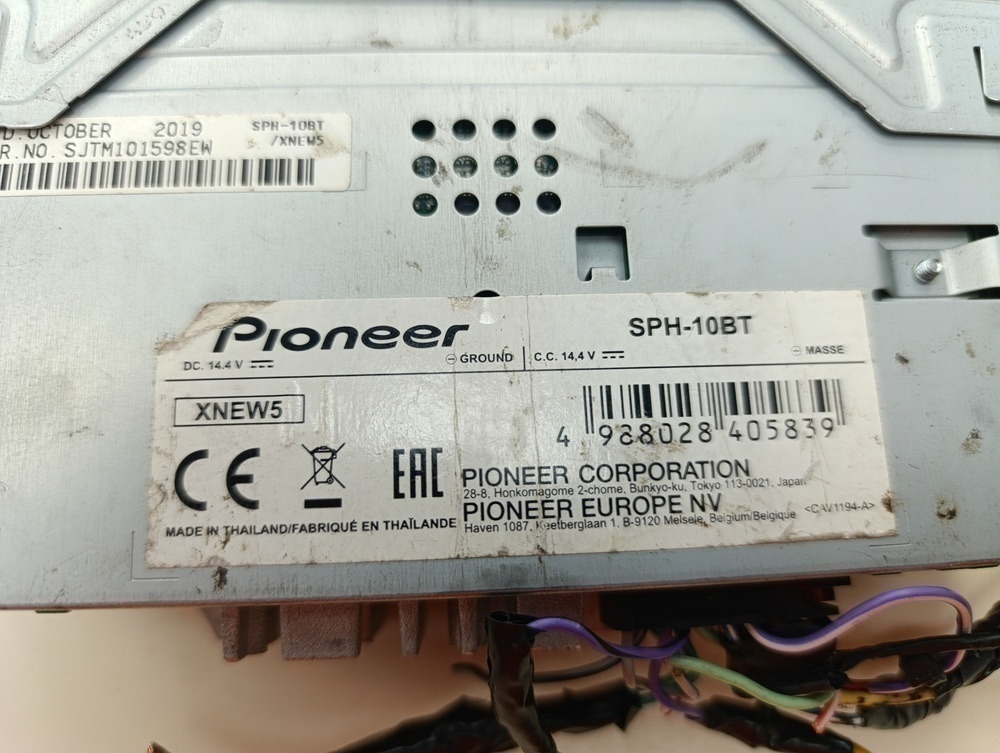 D. OCTOBER 2019 SPH-10BT
/XNEW5
R.NO. SJTM101598EW
Pioneer
SPH-10BT
DC. 14.4 V
GROUND
C.C. 14,4 V
MASSE
XNEW5
4 988028 405839
CE
EAC
PIONEER CORPORATION
28-8, Honkomagome 2-chome, Bunkyo-ku, Tokyo 113-0021, Japan
PIONEER EUROPE NV
Haven 1087, Keetberglaan 1, B-9120 Melsele, Belgium/Belgique <CAV1194-A>
MADE IN THAILAND/FABRIQUÉ EN THAÏLANDE